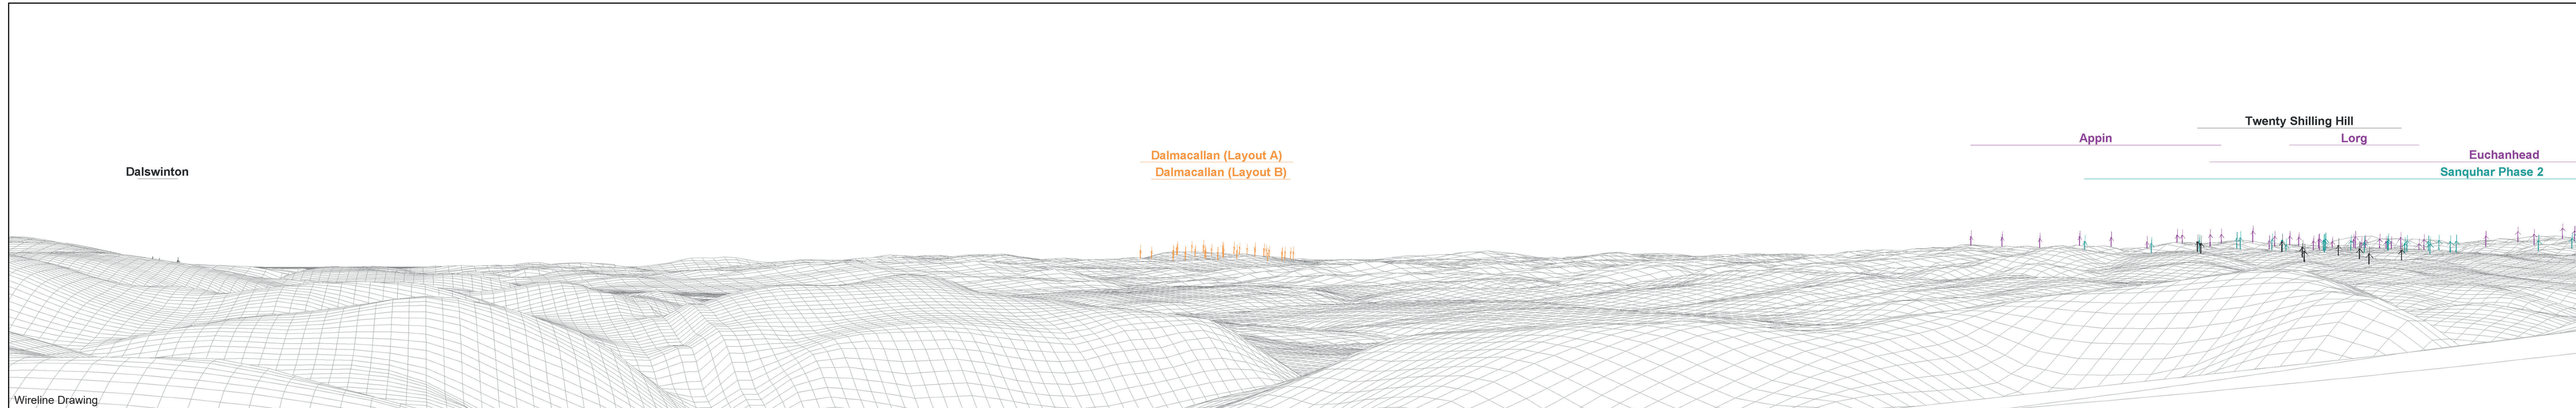 Twenty Shilling Hill
Appin
Lorg
Dalmacallan (Layout A)
Euchanhead
Dalswinton
Dalmacallan (Layout B)
Sanquhar Phase 2
Wireline Drawing